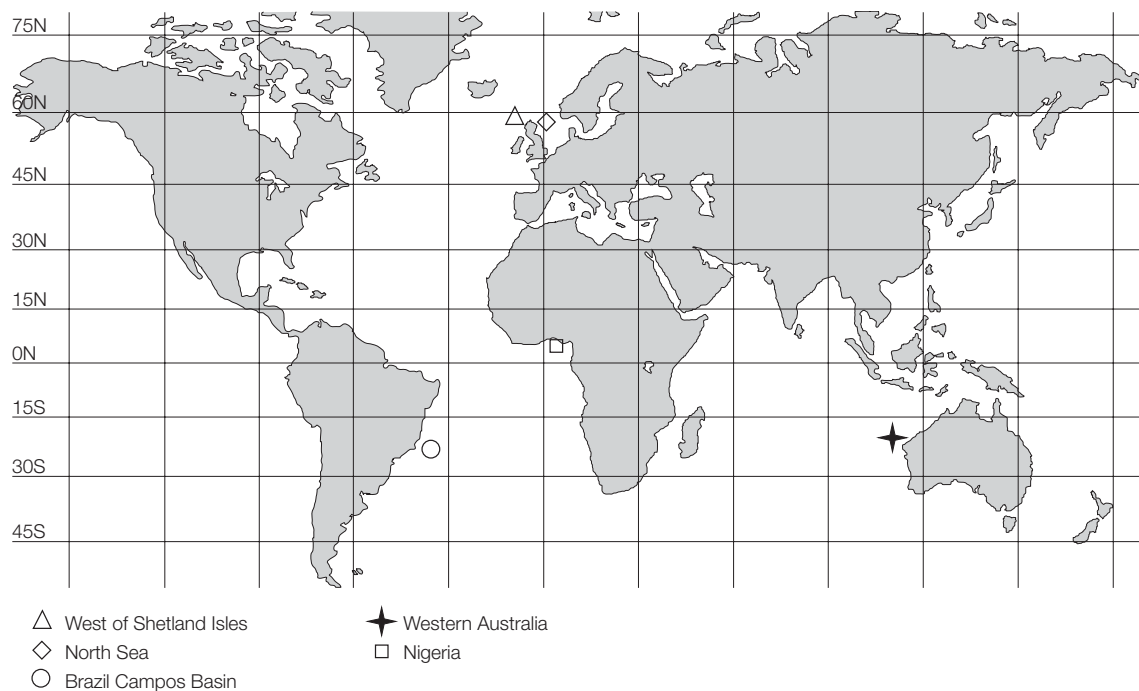 75N
60N
45N
30N
15N
0N
15S
30S
45S
West of Shetland Isles
North Sea
Brazil Campos Basin
Western Australia
Nigeria